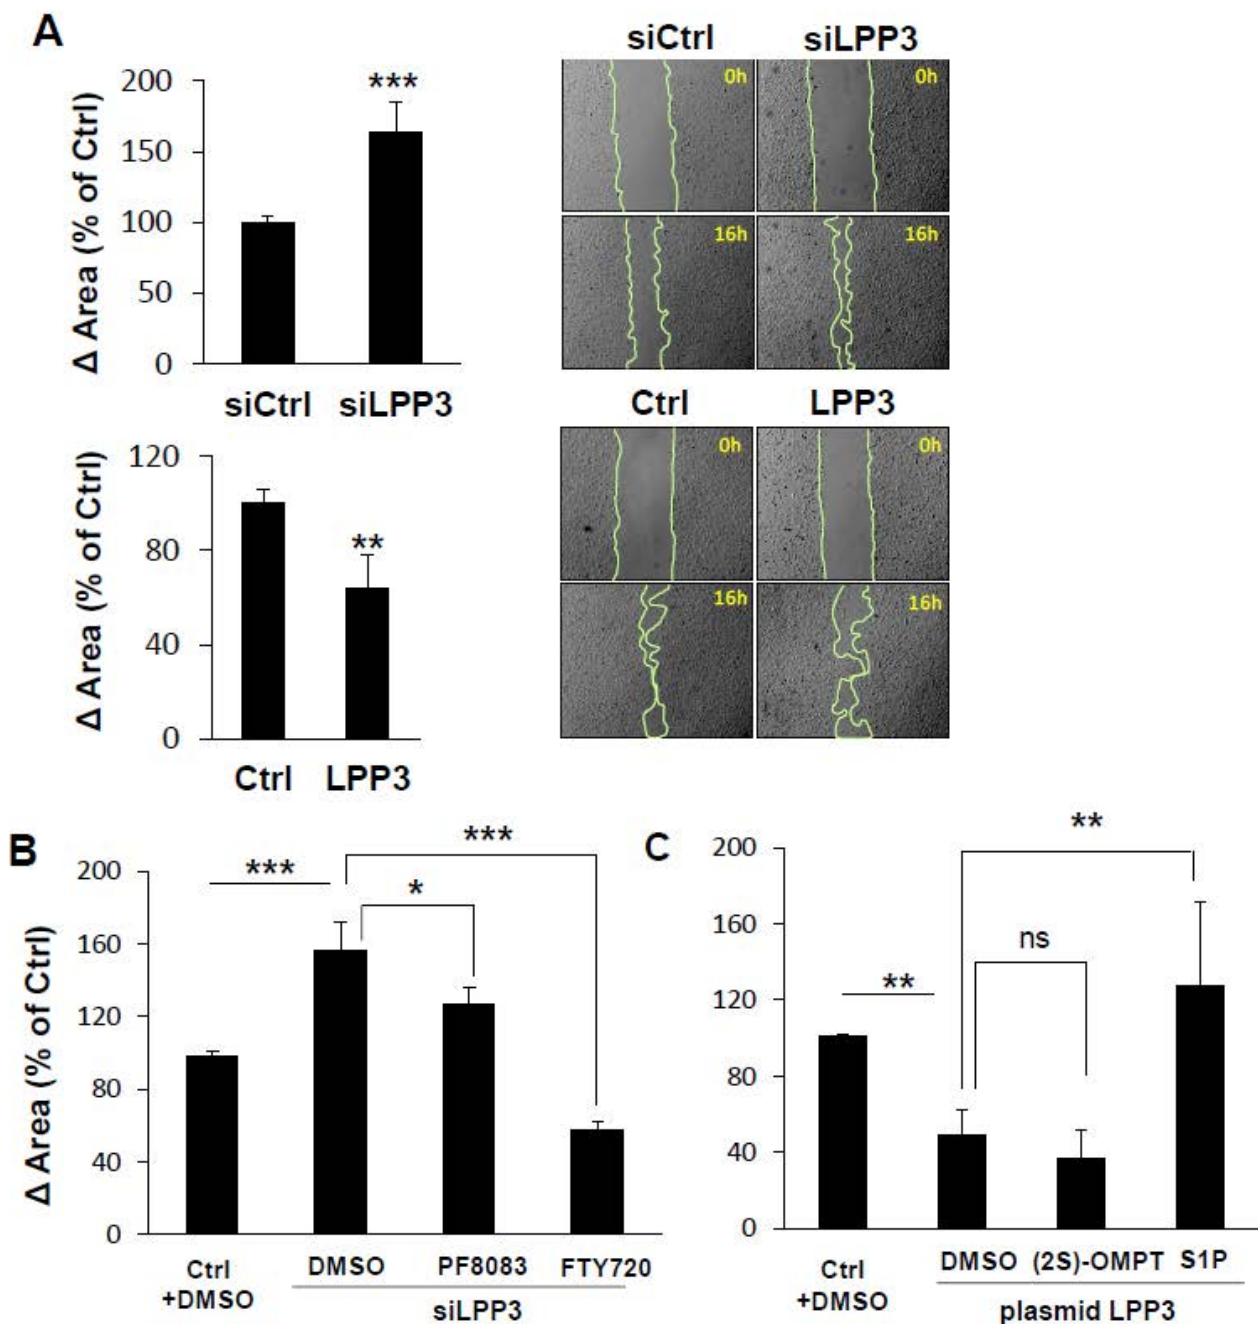 A
siCtrl siLPP3
Δ Area (% of Ctrl)
200
150
100
50
0
***
siCtrl siLPP3
0h
0h
16h
16h
Ctrl LPP3
Δ Area (% of Ctrl)
120
80
40
0
**
Ctrl LPP3
0h
0h
16h
16h
B
Δ Area (% of Ctrl)
200
160
120
80
40
0
***
***
*
Ctrl
+DMSO
DMSO PF8083 FTY720
siLPP3
C
200
160
120
80
40
0
**
**
ns
Ctrl
+DMSO
DMSO (2S)-OMPT S1P
plasmid LPP3